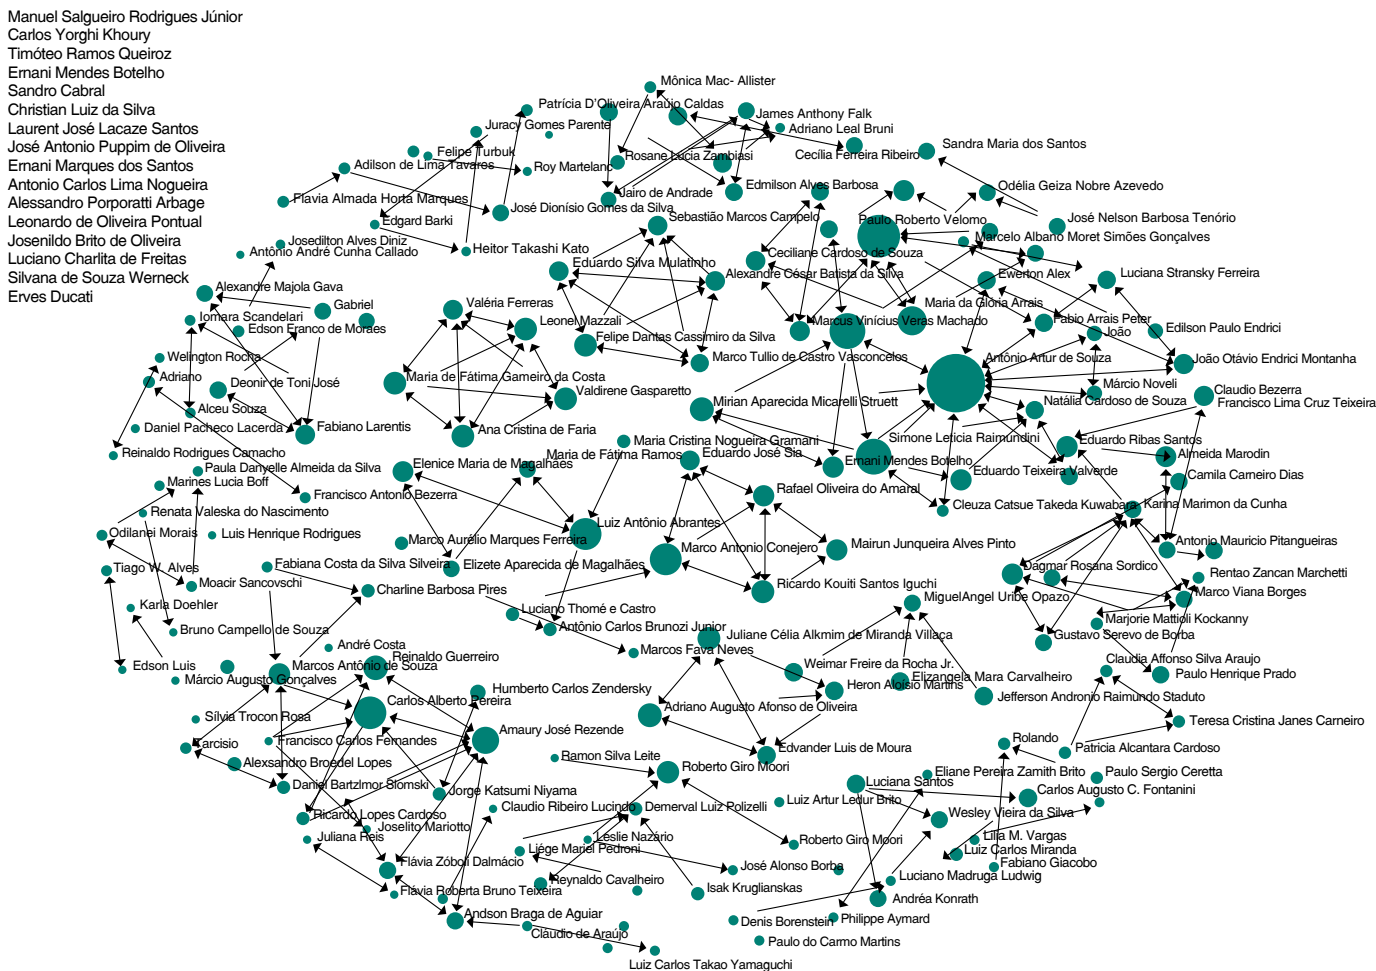 Manuel Salgueiro Rodrigues Júnior
Carlos Yorghi Khoury
Timóteo Ramos Queiroz
Ernani Mendes Botelho
Sandro Cabral
Christian Luiz da Silva
Laurent José Lacaze Santos
José Antonio Puppim de Oliveira
Ernani Marques dos Santos
Antonio Carlos Lima Nogueira
Alessandro Porporatti Arbage
Leonardo de Oliveira Pontual
Josenildo Brito de Oliveira
Luciano Charlita de Freitas
Silvana de Souza Werneck
Erves Ducati
Mônica Mac- Allister
Patrícia D'Oliveira Araújo Caldas
James Anthony Falk
Juracy Gomes Parente
Adriano Leal Bruni
Felipe Turbuk
Rosane Lúcia Zambiasi
Cecília Ferreira Ribeiro
Sandra Maria dos Santos
Adilson de Lima Tavares
Roy Martelanc
Flavia Almada Horta Marques
Jairo de Andrade
Edmilson Alves Barbosa
Odélia Geiza Nobre Azevedo
José Dionísio Gomes da Silva
Sebastião Marcos Campelo
Paulo Roberto Velomo
José Nelson Barbosa Tenório
Edgard Barki
Marcelo Albano Moret Simões Gonçalves
Josedilton Alves Diniz
Antônio André Cunha Callado
Heitor Takashi Kato
Ceciliane Cardoso de Souza
Eduardo Silva Mulatinho
Alexandre César Batista da Silva
Ewerton Alex
Luciana Stransky Ferreira
Alexandre Majola Gava
Gabriel
Valéria Ferreras
Maria da Glória Arrais
Iomara Scandelari
Edson Franco de Moraes
Leonel Mazzali
Felipe Dantas Cassimiro da Silva
Marcus Vinícius Veras Machado
Fabio Arrais Peter
João
Edilson Paulo Endrici
Welington Rocha
Marco Tullio de Castro Vasconcelos
Antônio Artur de Souza
João Otávio Endrici Montanha
Adriano
Deonir de Toni José
Maria de Fátima Gameiro da Costa
Valdirene Gasparetto
Mirian Aparecida Micarelli Struett
Márcio Noveli
Natália Cardoso de Souza
Claudio Bezerra
Francisco Lima Cruz Teixeira
Alceu Souza
Daniel Pacheco Lacerda
Fabiano Larentis
Ana Cristina de Faria
Maria Cristina Nogueira Gramani
Simone Leticia Raimundini
Eduardo Ribas Santos
Reinaldo Rodrigues Camacho
Maria de Fátima Ramos
Eduardo José Sia
Almeida Marodin
Paula Danyelle Almeida da Silva
Elenice Maria de Magalhães
Ernani Mendes Botelho
Eduardo Teixeira Valverde
Camila Carneiro Dias
Marines Lucia Boff
Francisco Antonio Bezerra
Rafael Oliveira do Amaral
Cleuza Catsue Takeda Kuwabara
Karina Marimon da Cunha
Renata Valeska do Nascimento
Luiz Antônio Abrantes
Odilanei Morais
Luis Henrique Rodrigues
Marco Aurélio Marques Ferreira
Marco Antonio Conejero
Mairun Junqueira Alves Pinto
Antonio Mauricio Pitangueiras
Tiago W. Alves
Fabiana Costa da Silva Silveira
Elizete Aparecida de Magalhães
Dagmar Rosana Sordico
Rentao Zancan Marchetti
Moacir Sancovschi
Charline Barbosa Pires
Ricardo Kouiti Santos Iguchi
MiguelAngel Uribe Opazo
Marco Viana Borges
Karla Doehler
Luciano Thomé e Castro
Marjorie Mattioli Kockanny
Bruno Campello de Souza
Antônio Carlos Brunozi Junior
Juliane Célia Alkmim de Miranda Villaça
Gustavo Serevo de Borba
André Costa
Reinaldo Guerreiro
Marcos Fava Neves
Weimar Freire da Rocha Jr.
Claudia Affonso Silva Araujo
Edson Luis
Marcos Antônio de Souza
Márcio Augusto Gonçalves
Elizangela Mara Carvalheiro
Paulo Henrique Prado
Humberto Carlos Zendersky
Heron Aloísio Martins
Jefferson Andronio Raimundo Staduto
Carlos Alberto Pereira
Adriano Augusto Afonso de Oliveira
Sílvia Trocon Rosa
Teresa Cristina Janes Carneiro
Francisco Carlos Fernandes
Amaury José Rezende
Tarcisio
Edvander Luis de Moura
Rolando
Patricia Alcantara Cardoso
Alexsandro Broedel Lopes
Ramon Silva Leite
Roberto Giro Moori
Eliane Pereira Zamith Brito
Paulo Sergio Ceretta
Daniel Bartzlmor Slomski
Jorge Katsumi Niyama
Luciana Santos
Carlos Augusto C. Fontanini
Ricardo Lopes Cardoso
Claudio Ribeiro Lucindo
Demerval Luiz Polizelli
Luiz Artur Ledur Brito
Wesley Vieira da Silva
Joselito Mariotto
Juliana Reis
Leslie Nazário
Liége Mariel Pedroni
Roberto Giro Moori
Lilia M. Vargas
Luiz Carlos Miranda
Flávia Zóboli Dalmácio
José Alonso Borba
Fabiano Giacobo
Flávia Roberta Bruno Teixeira
Reynaldo Cavalheiro
Isak Kruglianskas
Luciano Madruga Ludwig
Andréa Konrath
Andson Braga de Aguiar
Denis Borenstein
Philippe Aymard
Claudio de Araújo
Paulo do Carmo Martins
Luiz Carlos Takao Yamaguchi